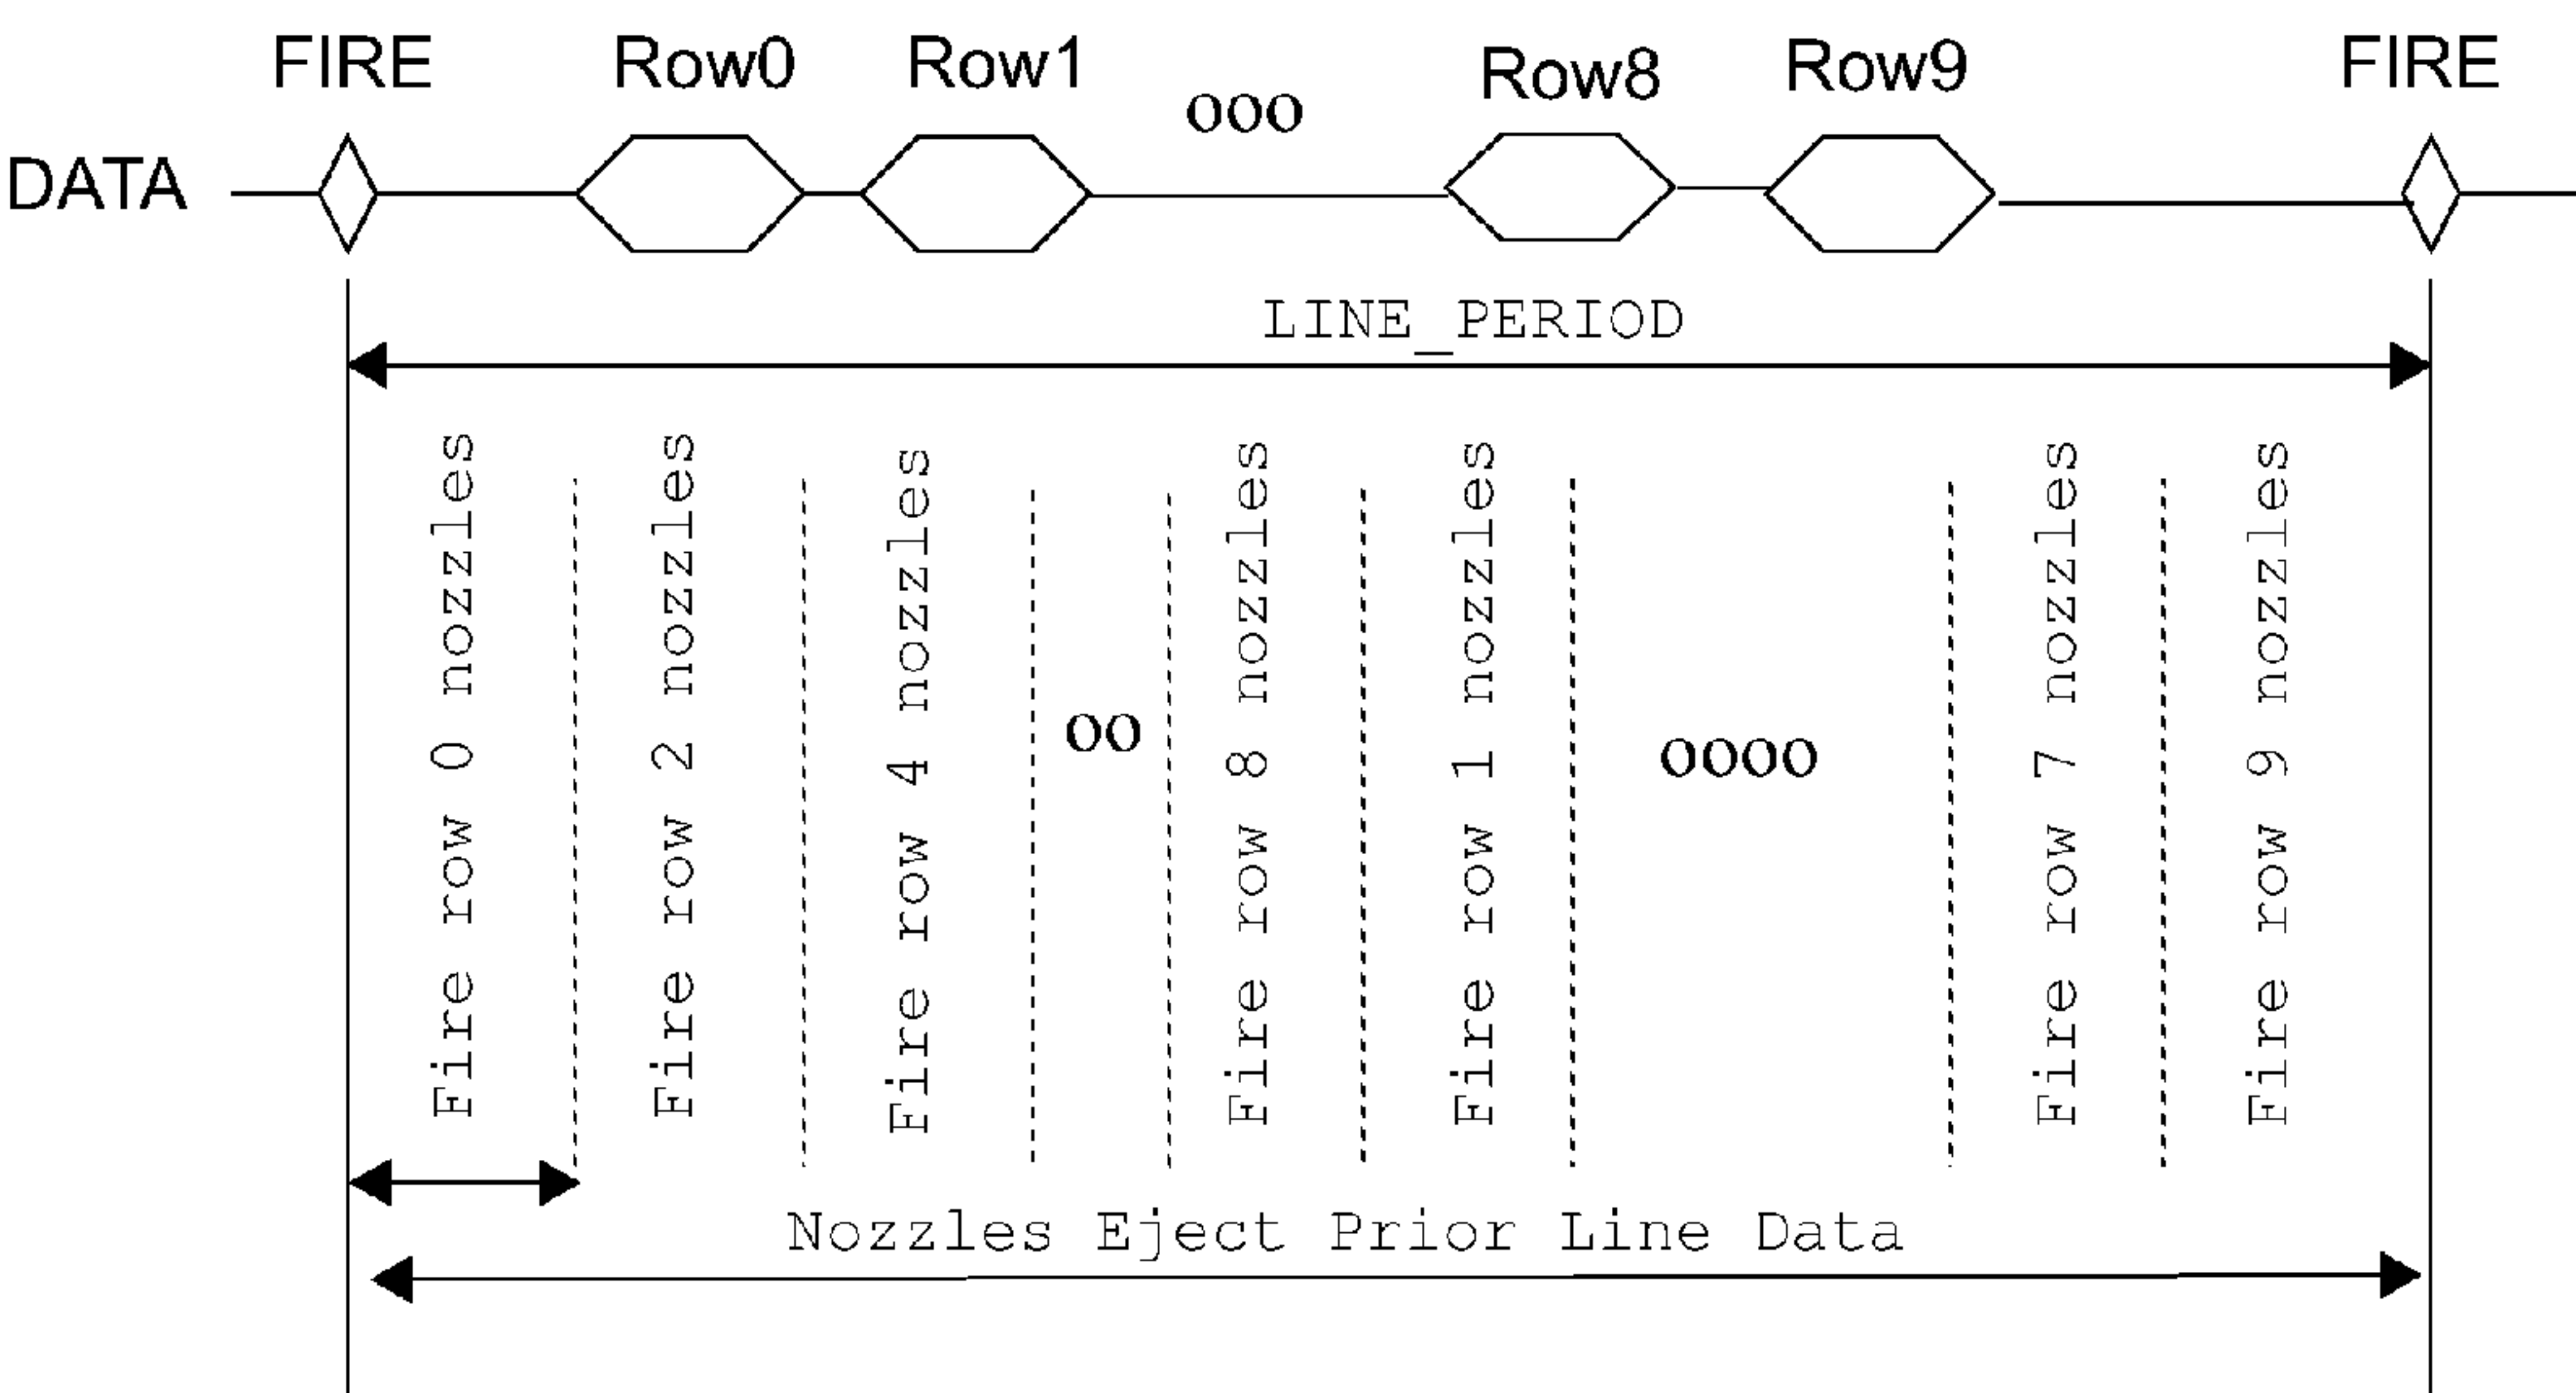 FIRE Row0 Row1 ooo Row8 Row9 FIRE
DATA
LINE_PERIOD
Fire row 0 nozzles
Fire row 2 nozzles
Fire row 4 nozzles
oo
Fire row 8 nozzles
Fire row 1 nozzles
oooo
Fire row 7 nozzles
Fire row 9 nozzles
Nozzles Eject Prior Line Data